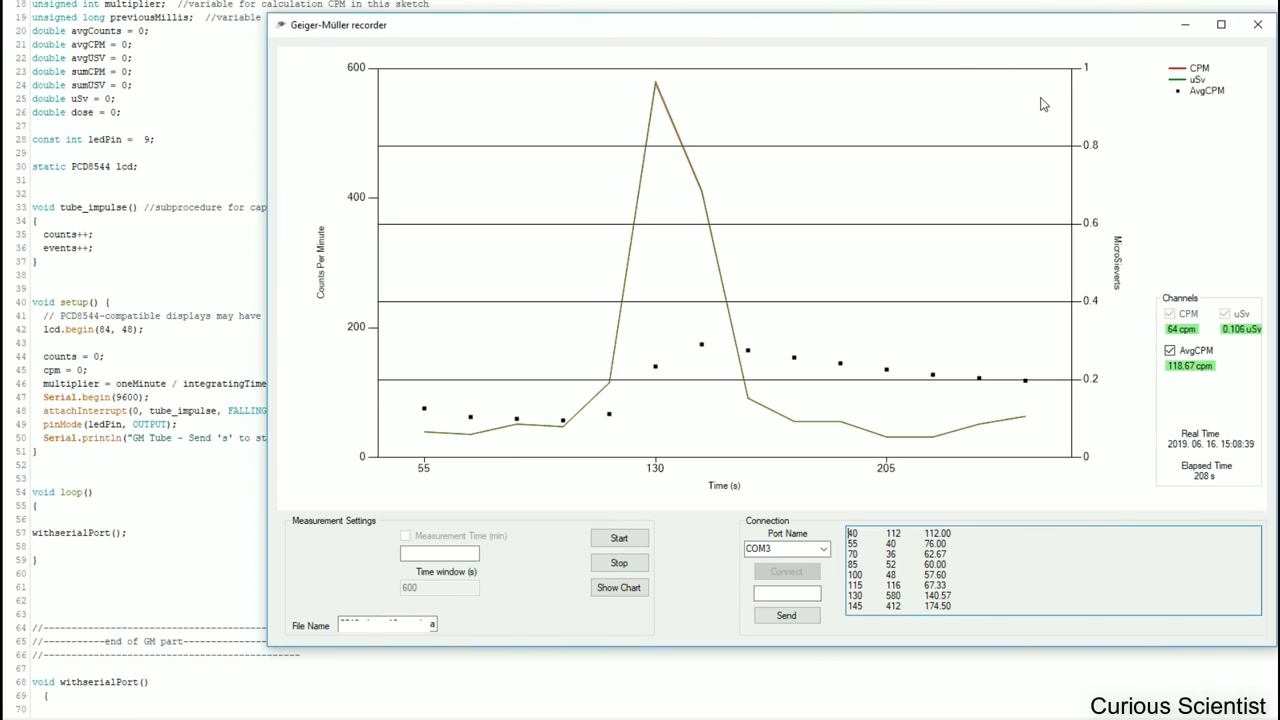 18 unsigned int multiplier;  //variable for calculation CPM in this sketch
19 unsigned long previousMillis;  //variable
20 double avgCounts = 0;
21 double avgCPM = 0;
22 double avgUSV = 0;
23 double sumCPM = 0;
24 double sumUSV = 0;
25 double uSv = 0;
26 double dose = 0;
27
28 const int ledPin =  9;
29
30 static PCD8544 lcd;
31
32
33 void tube_impulse() //subprocedure for cap
34 {
35   counts++;
36   events++;
37 }
38
39
40 void setup() {
41   // PCD8544-compatible displays may have
42   lcd.begin(84, 48);
43
44   counts = 0;
45   cpm = 0;
46   multiplier = oneMinute / integratingTime
47   Serial.begin(9600);
48   attachInterrupt(0, tube_impulse, FALLING
49   pinMode(ledPin, OUTPUT);
50   Serial.println("GM Tube - Send 's' to st
51 }
52
53
54 void loop()
55 {
56
57 withserialPort();
58
59 }
60
61
62
63
64 //----------------------------------------
65 //-----------end of GM part---------------
66 //----------------------------------------------
67
68 void withserialPort()
69   {
70
Geiger-Müller recorder
600
400
200
0
1
0.8
0.6
0.4
0.2
0
Counts Per Minute
MicroSieverts
55
130
205
Time (s)
CPM
uSv
AvgCPM
Channels
CPM uSv
64 cpm 0.106 uSv
AvgCPM
118.67 cpm
Real Time
2019. 06. 16. 15:08:39
Elapsed Time
208 s
Measurement Settings
Measurement Time (min)
Time window (s)
600
File Name
Start
Stop
Show Chart
Connection
Port Name
COM3
Connect
Send
40 112 112.00
55 40 76.00
70 36 62.67
85 52 60.00
100 48 57.60
115 116 67.33
130 580 140.57
145 412 174.50
Curious Scientist